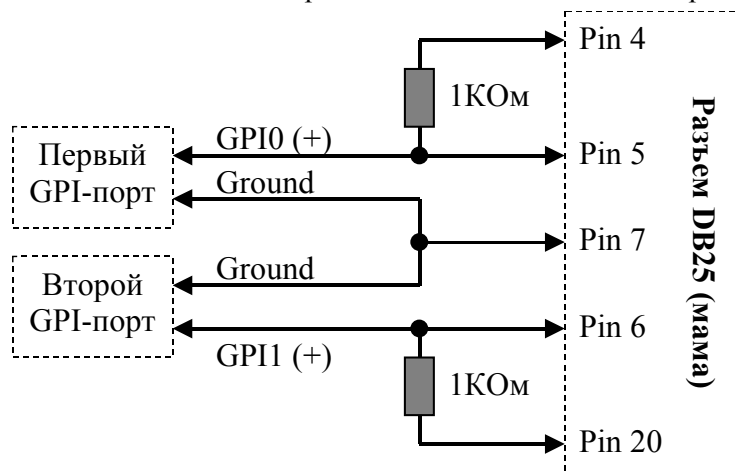 Pin 4
1КОм
GPI0 (+)
Pin 5
Первый
GPI-порт
Ground
Pin 7
Ground
Второй
GPI-порт
Pin 6
GPI1 (+)
1КОм
Pin 20
Разъем DB25 (мама)